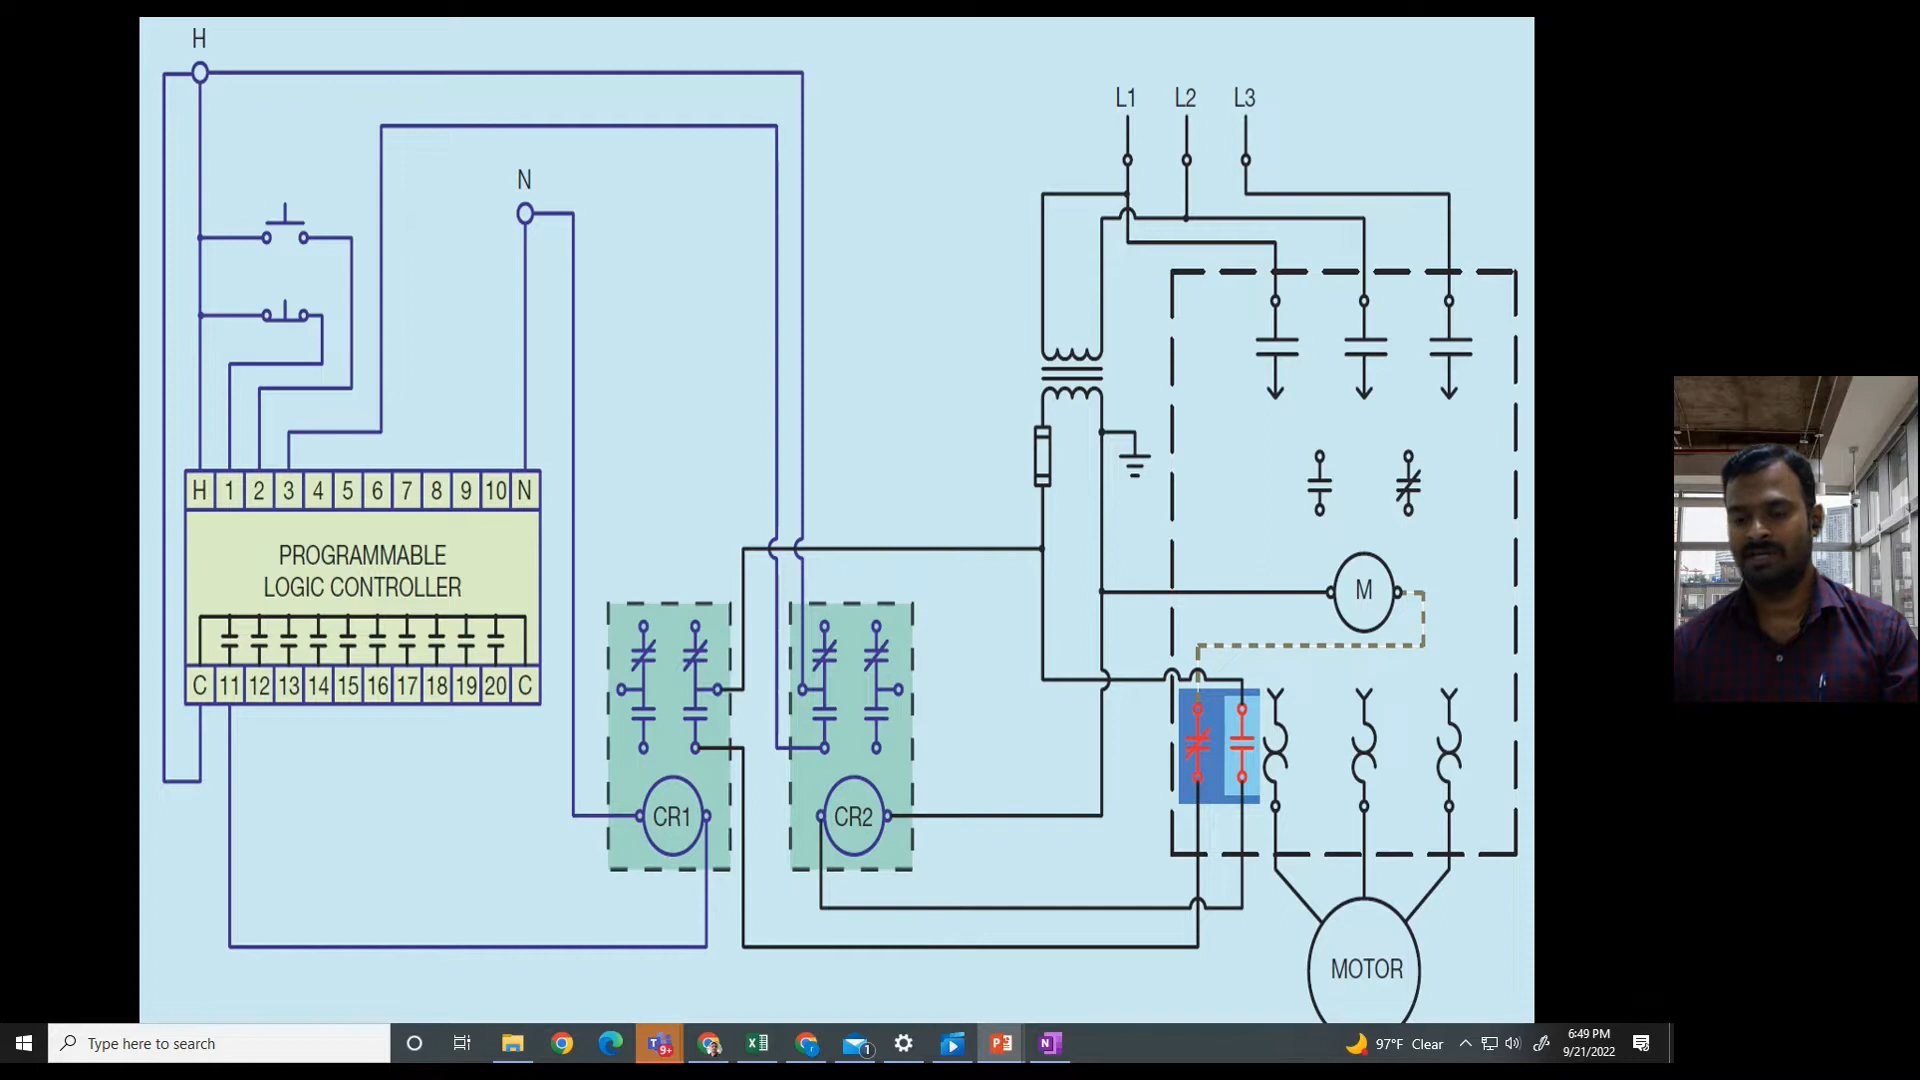 H
L1 L2 L3
N
H 1 2 3 4 5 6 7 8 9 10 N
PROGRAMMABLE
LOGIC CONTROLLER
C 11 12 13 14 15 16 17 18 19 20 C
M
CR1
CR2
MOTOR
Type here to search
9+
1
97°F Clear
6:49 PM
9/21/2022